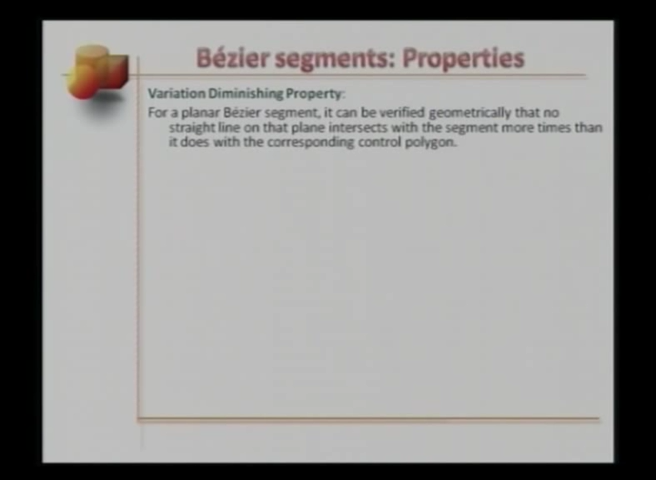 Bézier segments: Properties
Variation Diminishing Property:
For a planar Bézier segment, it can be verified geometrically that no
straight line on that plane intersects with the segment more times than
it does with the corresponding control polygon.